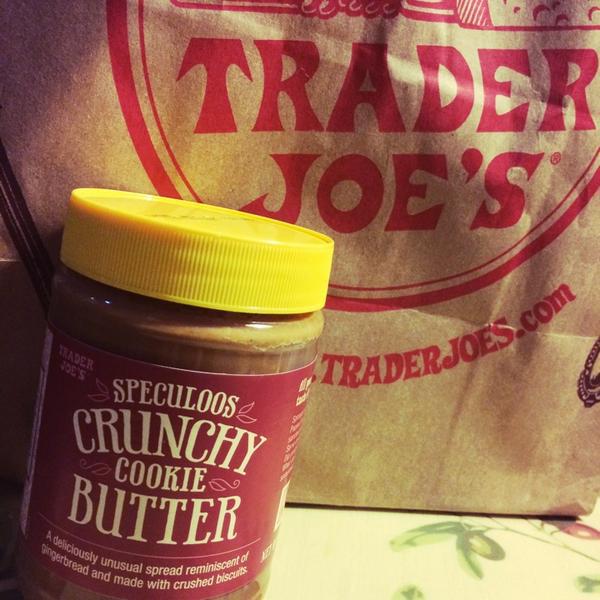 TRADER
JOE'S®
TRADERJOES.com
TRADER
JOE'S
SPECULOOS
CRUNCHY
COOKIE
BUTTER
A deliciously unusual spread reminiscent of
gingerbread and made with crushed biscuits.